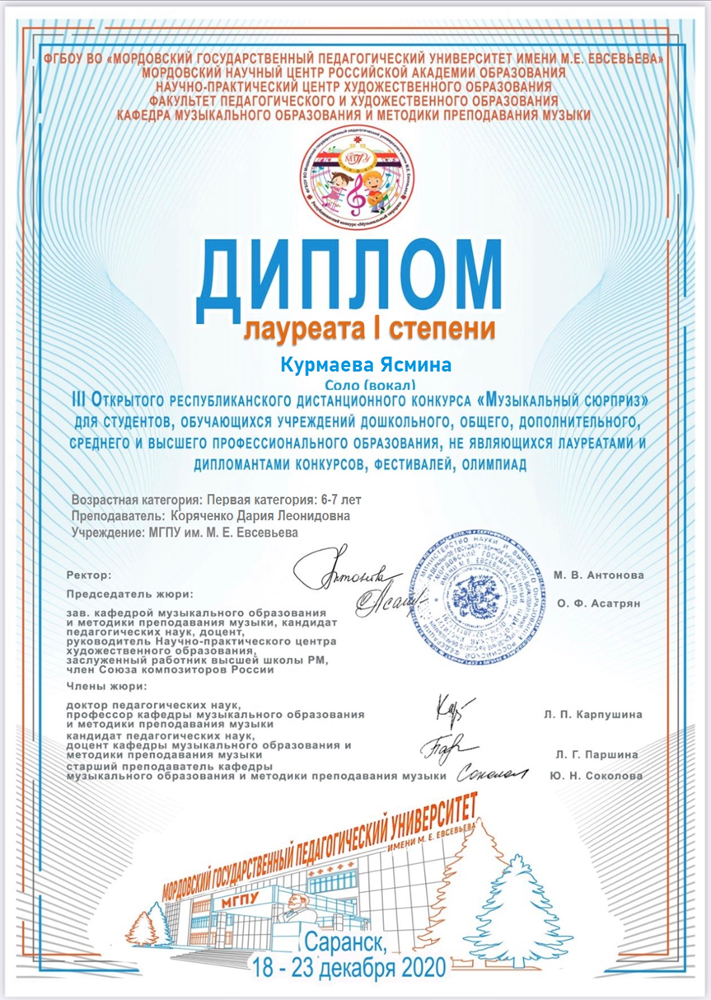 ФГБОУ ВО «МОРДОВСКИЙ ГОСУДАРСТВЕННЫЙ ПЕДАГОГИЧЕСКИЙ УНИВЕРСИТЕТ ИМЕНИ М.Е. ЕВСЕВЬЕВА»
МОРДОВСКИЙ НАУЧНЫЙ ЦЕНТР РОССИЙСКОЙ АКАДЕМИИ ОБРАЗОВАНИЯ
НАУЧНО-ПРАКТИЧЕСКИЙ ЦЕНТР ХУДОЖЕСТВЕННОГО ОБРАЗОВАНИЯ
ФАКУЛЬТЕТ ПЕДАГОГИЧЕСКОГО И ХУДОЖЕСТВЕННОГО ОБРАЗОВАНИЯ
КАФЕДРА МУЗЫКАЛЬНОГО ОБРАЗОВАНИЯ И МЕТОДИКИ ПРЕПОДАВАНИЯ МУЗЫКИ
МГПУ
ДИПЛОМ
лауреата I степени
Курмаева Ясмина
Соло (вокал)
III ОТКРЫТОГО РЕСПУБЛИКАНСКОГО ДИСТАНЦИОННОГО КОНКУРСА «МУЗЫКАЛЬНЫЙ СЮРПРИЗ»
ДЛЯ СТУДЕНТОВ, ОБУЧАЮЩИХСЯ УЧРЕЖДЕНИЙ ДОШКОЛЬНОГО, ОБЩЕГО, ДОПОЛНИТЕЛЬНОГО,
СРЕДНЕГО И ВЫСШЕГО ПРОФЕССИОНАЛЬНОГО ОБРАЗОВАНИЯ, НЕ ЯВЛЯЮЩИХСЯ ЛАУРЕАТАМИ И
ДИПЛОМАНТАМИ КОНКУРСОВ, ФЕСТИВАЛЕЙ, ОЛИМПИАД
Возрастная категория: Первая категория: 6-7 лет
Преподаватель: Коряченко Дария Леонидовна
Учреждение: МГПУ им. М. Е. Евсевьева
Ректор: М. В. Антонова
Председатель жюри: О. Ф. Асатрян
зав. кафедрой музыкального образования
и методики преподавания музыки, кандидат
педагогических наук, доцент,
руководитель Научно-практического центра
художественного образования,
заслуженный работник высшей школы РМ,
член Союза композиторов России
Члены жюри:
доктор педагогических наук,
профессор кафедры музыкального образования Л. П. Карпушина
и методики преподавания музыки
кандидат педагогических наук,
доцент кафедры музыкального образования и
методики преподавания музыки Л. Г. Паршина
старший преподаватель кафедры
музыкального образования и методики преподавания музыки Ю. Н. Соколова
МОРДОВСКИЙ ГОСУДАРСТВЕННЫЙ ПЕДАГОГИЧЕСКИЙ УНИВЕРСИТЕТ
ИМЕНИ М. Е. ЕВСЕВЬЕВА
МГПУ
Саранск,
18 - 23 декабря 2020